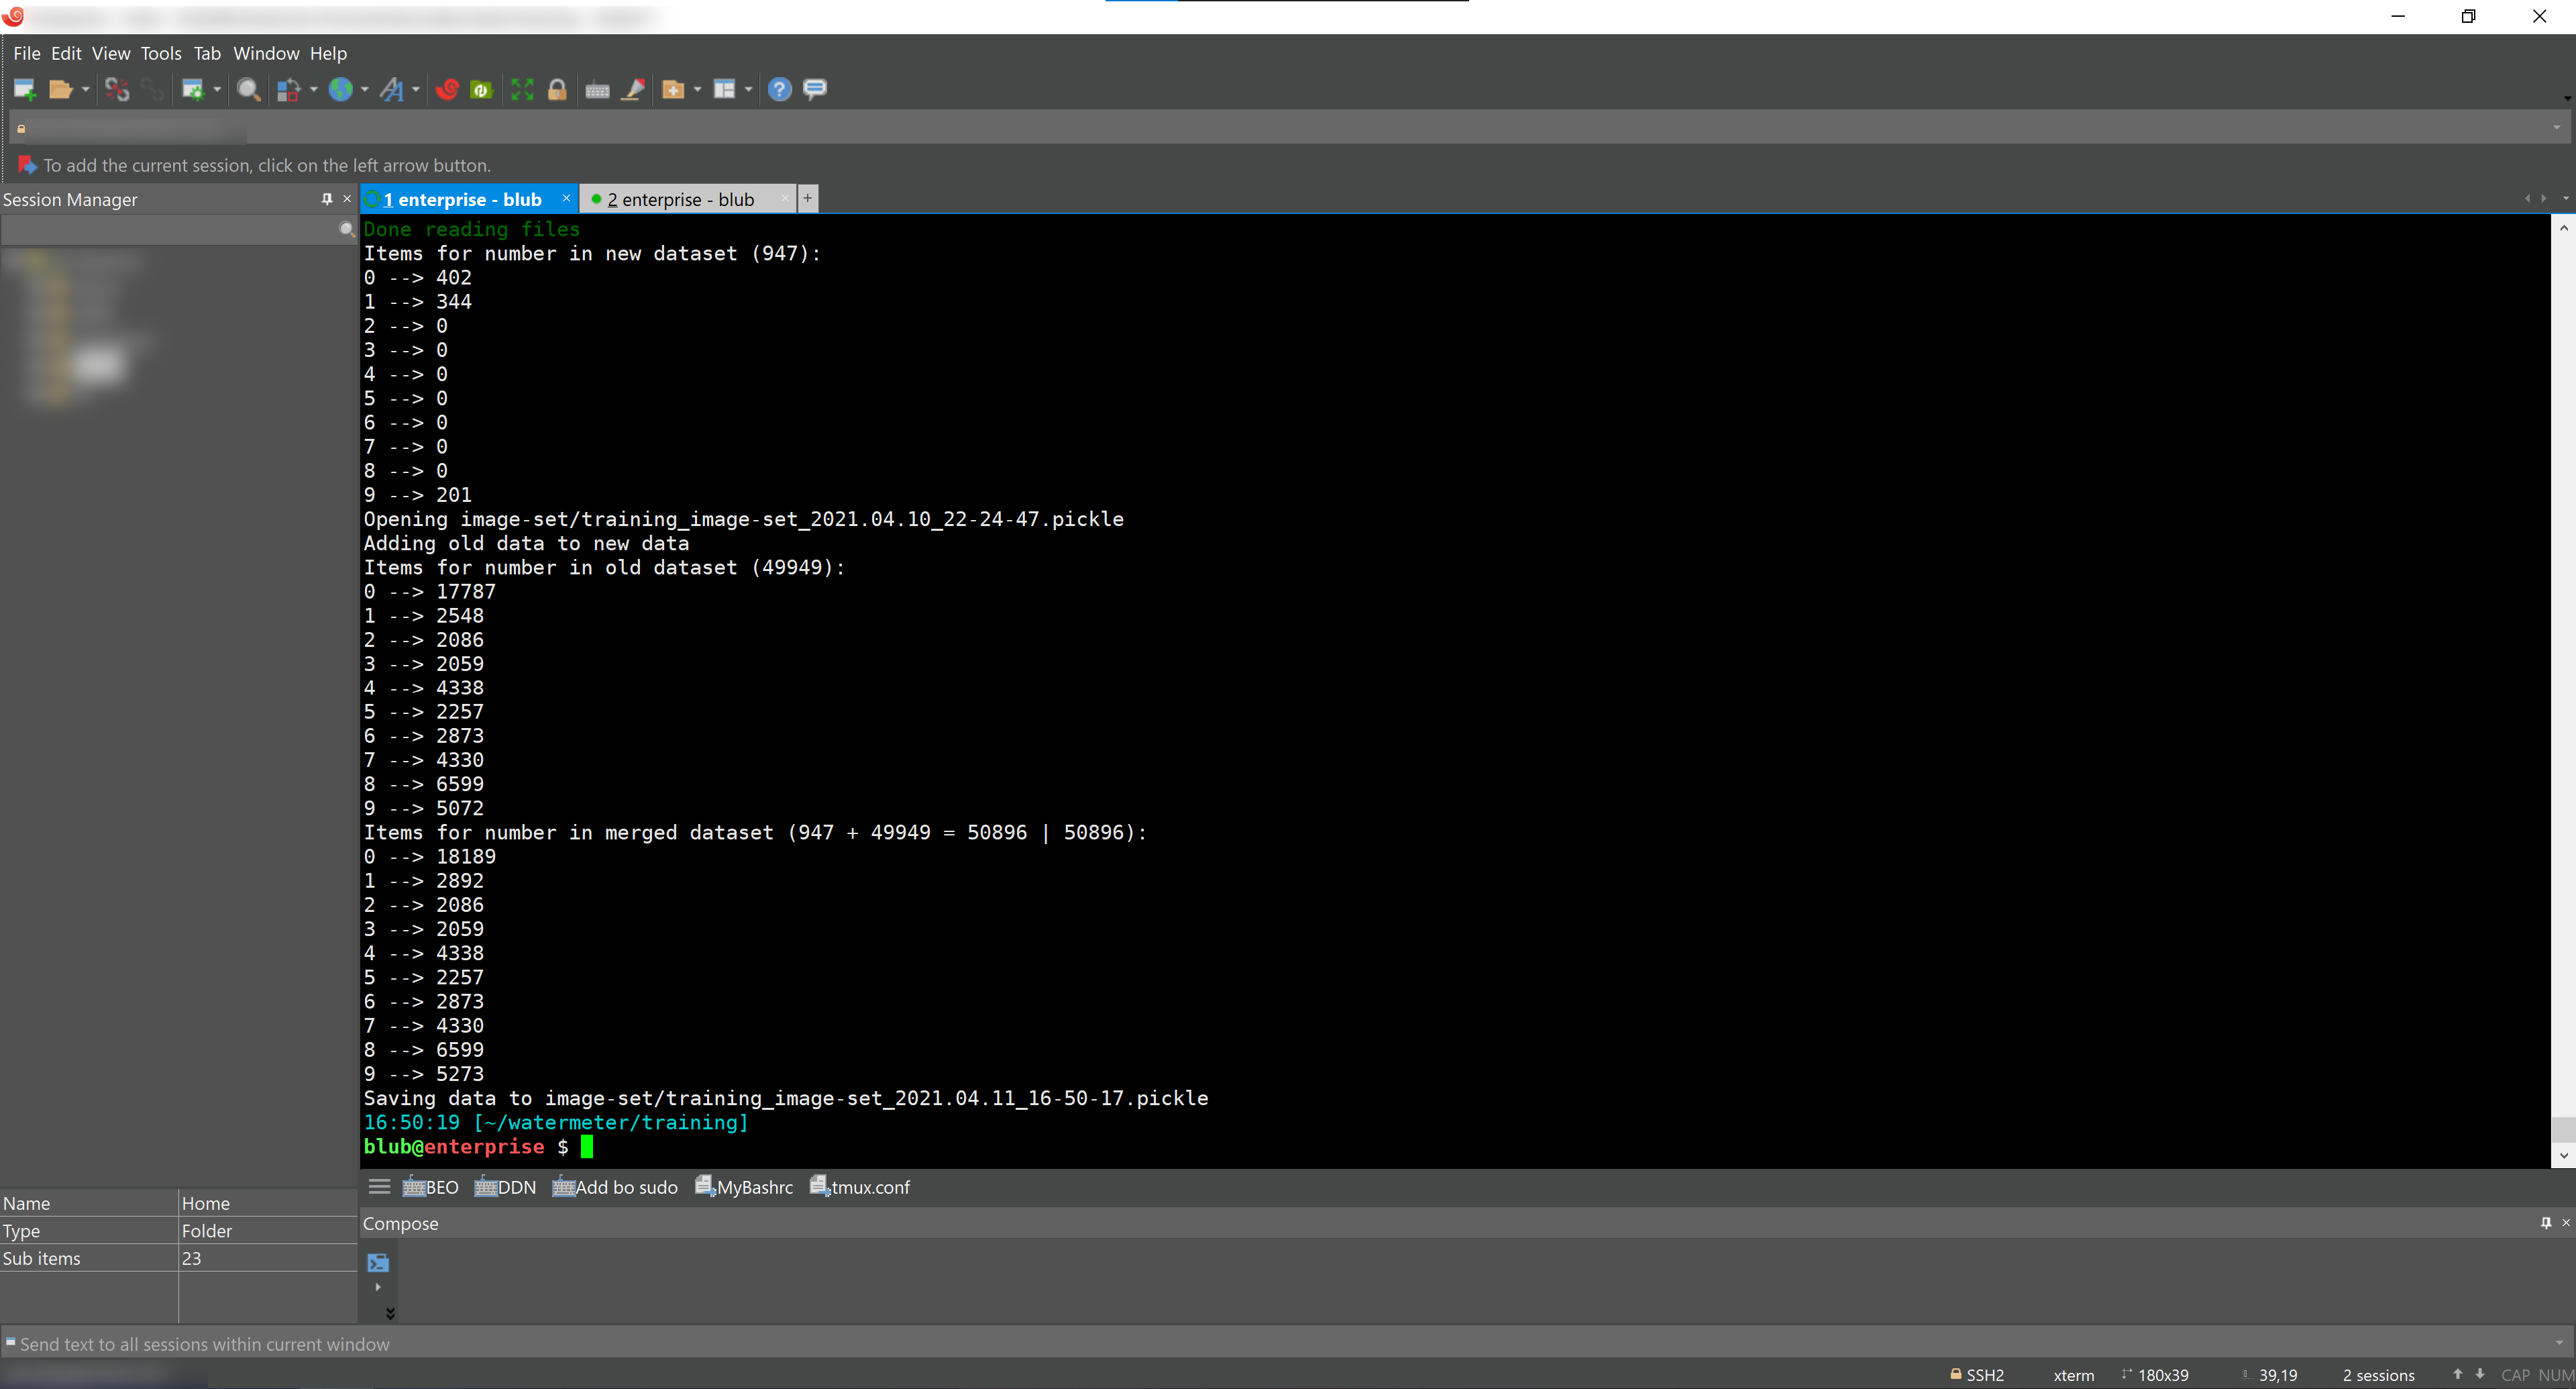 File Edit View Tools Tab Window Help
To add the current session, click on the left arrow button.
Session Manager
1 enterprise - blub
2 enterprise - blub
Done reading files
Items for number in new dataset (947):
0 --> 402
1 --> 344
2 --> 0
3 --> 0
4 --> 0
5 --> 0
6 --> 0
7 --> 0
8 --> 0
9 --> 201
Opening image-set/training_image-set_2021.04.10_22-24-47.pickle
Adding old data to new data
Items for number in old dataset (49949):
0 --> 17787
1 --> 2548
2 --> 2086
3 --> 2059
4 --> 4338
5 --> 2257
6 --> 2873
7 --> 4330
8 --> 6599
9 --> 5072
Items for number in merged dataset (947 + 49949 = 50896 | 50896):
0 --> 18189
1 --> 2892
2 --> 2086
3 --> 2059
4 --> 4338
5 --> 2257
6 --> 2873
7 --> 4330
8 --> 6599
9 --> 5273
Saving data to image-set/training_image-set_2021.04.11_16-50-17.pickle
16:50:19 [~/watermeter/training]
blub@enterprise $
BEO DDN Add bo sudo MyBashrc tmux.conf
Name Home
Type Folder
Sub items 23
Compose
Send text to all sessions within current window
SSH2 xterm 180x39 39,19 2 sessions CAP NUM